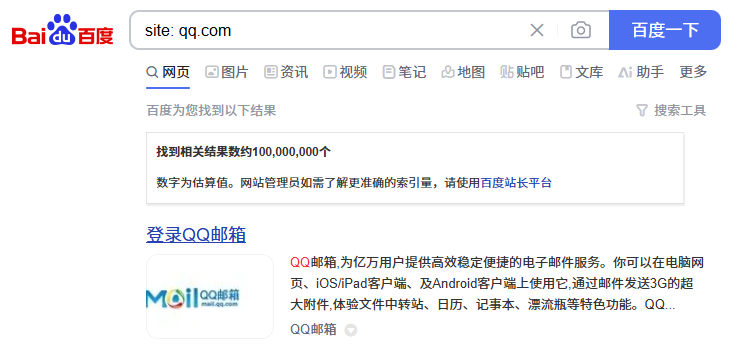 Bai du 百度 site: qq.com 百度一下
网页 图片 资讯 视频 笔记 地图 贴吧 文库 助手 更多
百度为您找到以下结果 搜索工具
找到相关结果数约100,000,000个
数字为估算值。网站管理员如需了解更准确的索引量，请使用百度站长平台
登录QQ邮箱
QQ邮箱,为亿万用户提供高效稳定便捷的电子邮件服务。你可以在电脑网
页、iOS/iPad客户端、及Android客户端上使用它,通过邮件发送3G的超
大附件,体验文件中转站、日历、记事本、漂流瓶等特色功能。QQ...
Mail QQ邮箱
mail.qq.com
QQ邮箱